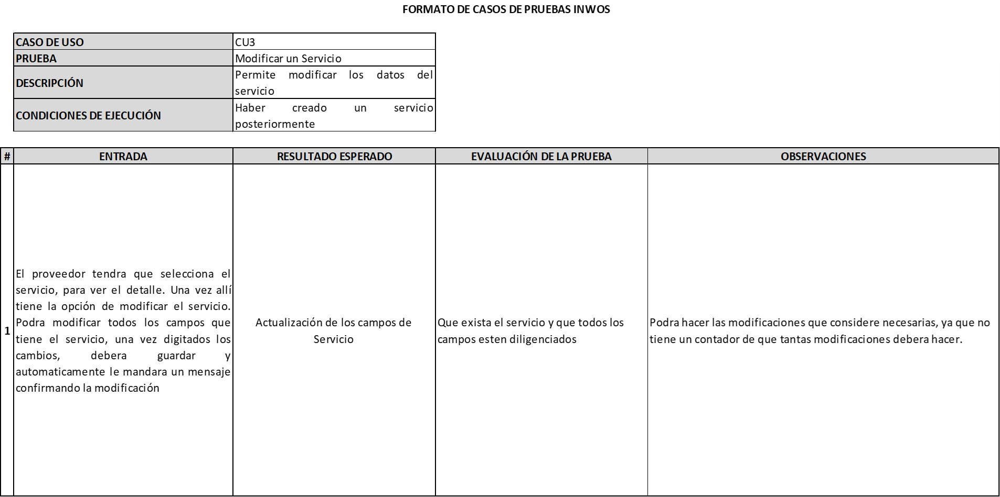 FORMATO DE CASOS DE PRUEBAS INWOS
CASO DE USO
CU3
PRUEBA
Modificar un Servicio
DESCRIPCIÓN
Permite modificar los datos del
servicio
CONDICIONES DE EJECUCIÓN
Haber creado un servicio
posteriormente
#
ENTRADA
RESULTADO ESPERADO
EVALUACIÓN DE LA PRUEBA
OBSERVACIONES
1
El proveedor tendra que selecciona el
servicio, para ver el detalle. Una vez allí
tiene la opción de modificar el servicio.
Podra modificar todos los campos que
tiene el servicio, una vez digitados los
cambios, debera guardar y
automaticamente le mandara un mensaje
confirmando la modificación
Actualización de los campos de
Servicio
Que exista el servicio y que todos los
campos esten diligenciados
Podra hacer las modificaciones que considere necesarias, ya que no
tiene un contador de que tantas modificaciones debera hacer.